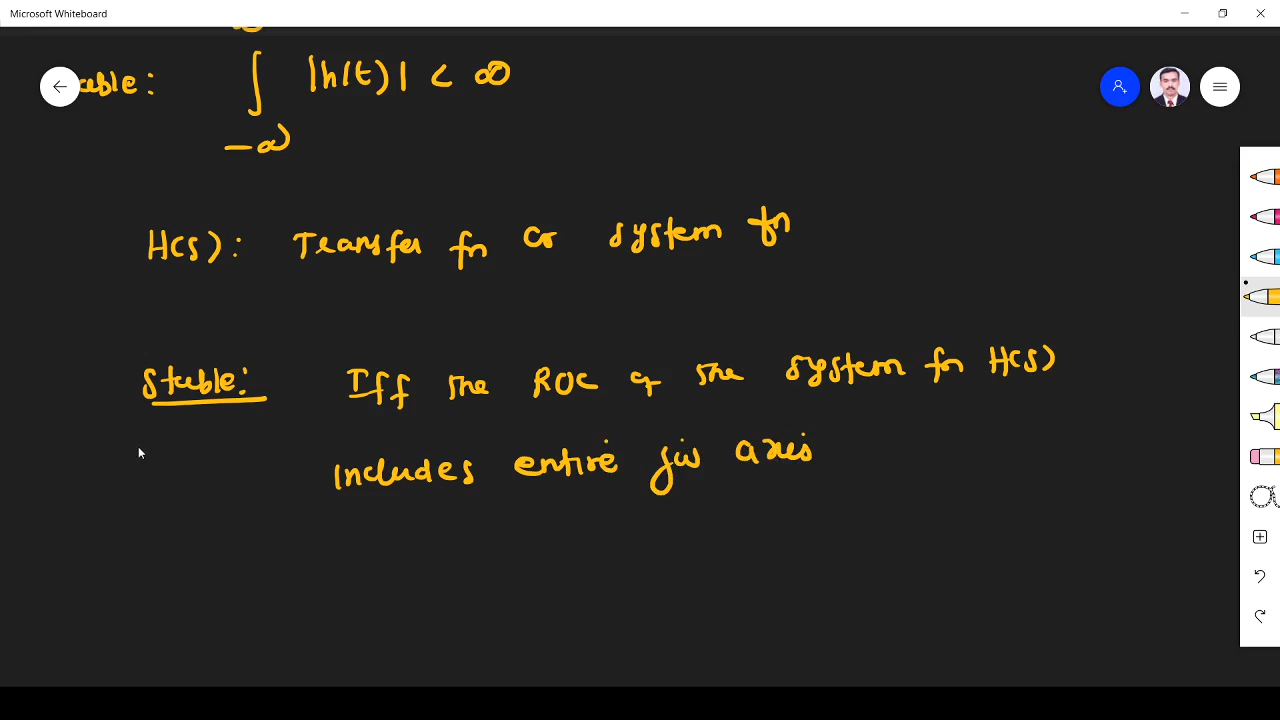 Microsoft Whiteboard
∞
able: ∫ |h(t)| < ∞
-∞
H(s): Transfer fn or system fn
Stable: Iff the ROC of the system fn H(s)
includes entire jω axis